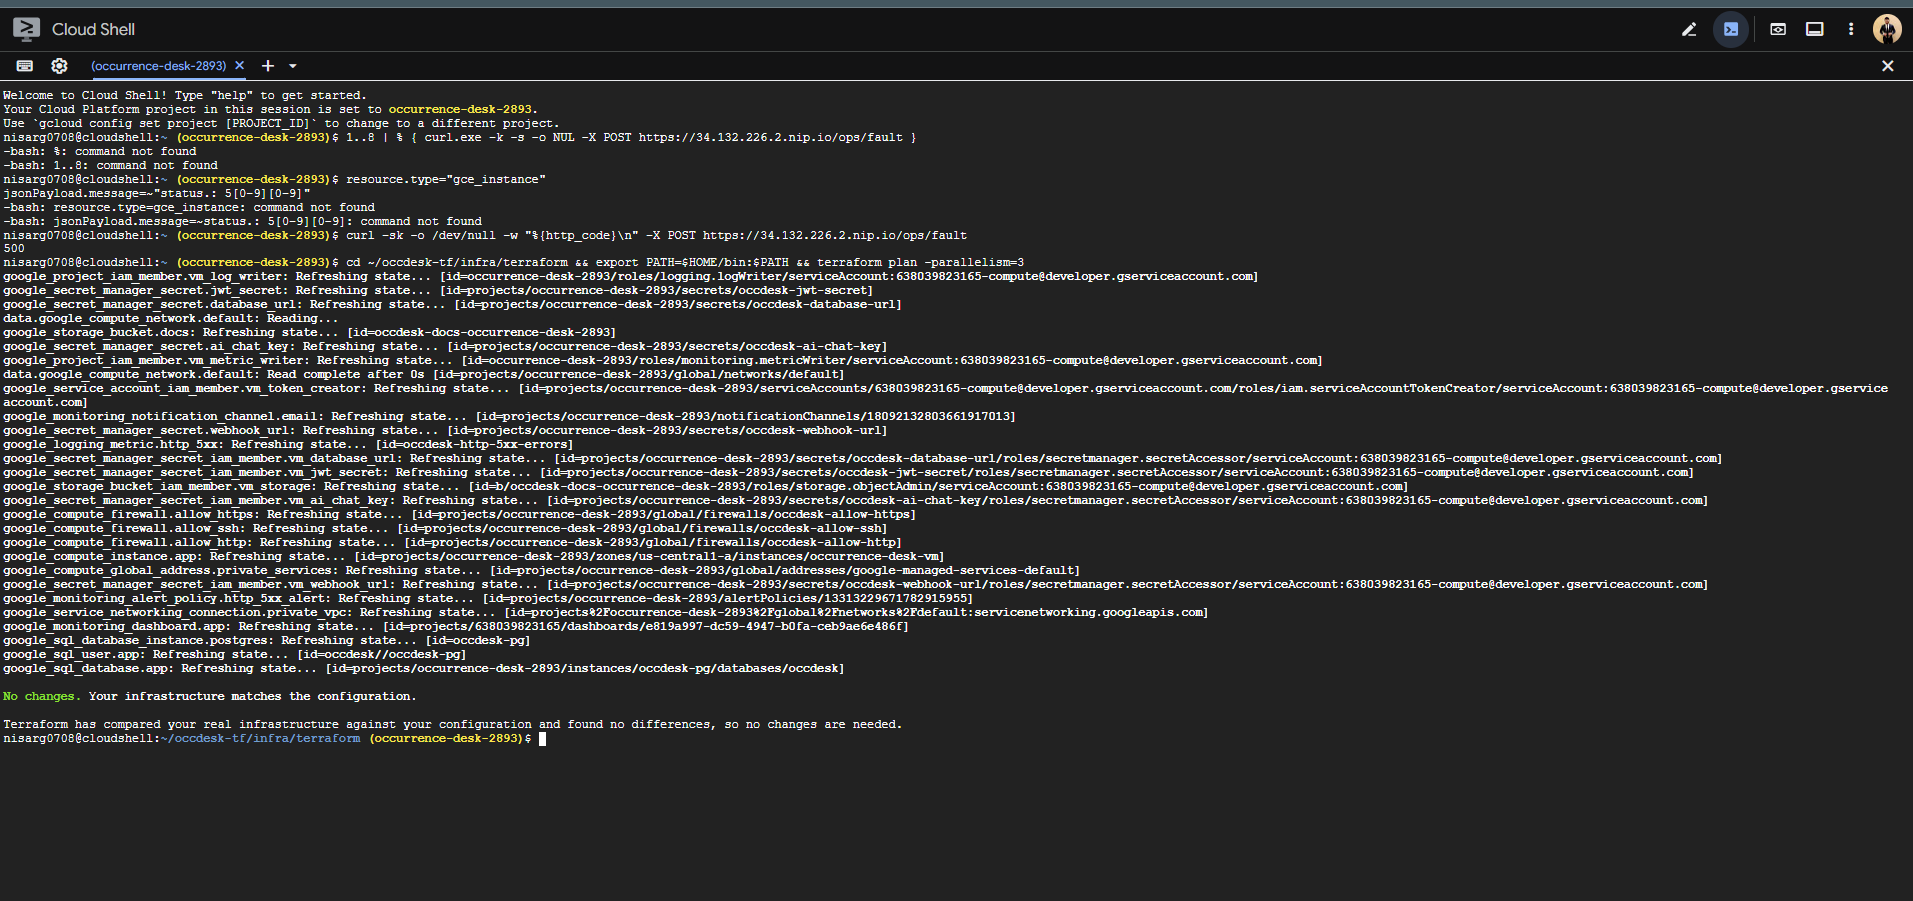 Cloud Shell
(occurrence-desk-2893)
Welcome to Cloud Shell! Type "help" to get started.
Your Cloud Platform project in this session is set to occurrence-desk-2893.
Use `gcloud config set project [PROJECT_ID]` to change to a different project.
nisarg0708@cloudshell:~ (occurrence-desk-2893)$ 1..8 | % { curl.exe -k -s -o NUL -X POST https://34.132.226.2.nip.io/ops/fault }
-bash: %: command not found
-bash: 1..8: command not found
nisarg0708@cloudshell:~ (occurrence-desk-2893)$ resource.type="gce_instance"
jsonPayload.message=~"status.: 5[0-9][0-9]"
-bash: resource.type=gce_instance: command not found
-bash: jsonPayload.message=~status.: 5[0-9][0-9]: command not found
nisarg0708@cloudshell:~ (occurrence-desk-2893)$ curl -sk -o /dev/null -w "%{http_code}\n" -X POST https://34.132.226.2.nip.io/ops/fault
500
nisarg0708@cloudshell:~ (occurrence-desk-2893)$ cd ~/occdesk-tf/infra/terraform && export PATH=$HOME/bin:$PATH && terraform plan -parallelism=3
google_project_iam_member.vm_log_writer: Refreshing state... [id=occurrence-desk-2893/roles/logging.logWriter/serviceAccount:638039823165-compute@developer.gserviceaccount.com]
google_secret_manager_secret.jwt_secret: Refreshing state... [id=projects/occurrence-desk-2893/secrets/occdesk-jwt-secret]
google_secret_manager_secret.database_url: Refreshing state... [id=projects/occurrence-desk-2893/secrets/occdesk-database-url]
data.google_compute_network.default: Reading...
google_storage_bucket.docs: Refreshing state... [id=occdesk-docs-occurrence-desk-2893]
google_secret_manager_secret.ai_chat_key: Refreshing state... [id=projects/occurrence-desk-2893/secrets/occdesk-ai-chat-key]
google_project_iam_member.vm_metric_writer: Refreshing state... [id=occurrence-desk-2893/roles/monitoring.metricWriter/serviceAccount:638039823165-compute@developer.gserviceaccount.com]
data.google_compute_network.default: Read complete after 0s [id=projects/occurrence-desk-2893/global/networks/default]
google_service_account_iam_member.vm_token_creator: Refreshing state... [id=projects/occurrence-desk-2893/serviceAccounts/638039823165-compute@developer.gserviceaccount.com/roles/iam.serviceAccountTokenCreator/serviceAccount:638039823165-compute@developer.gservice
account.com]
google_monitoring_notification_channel.email: Refreshing state... [id=projects/occurrence-desk-2893/notificationChannels/18092132803661917013]
google_secret_manager_secret.webhook_url: Refreshing state... [id=projects/occurrence-desk-2893/secrets/occdesk-webhook-url]
google_logging_metric.http_5xx: Refreshing state... [id=occdesk-http-5xx-errors]
google_secret_manager_secret_iam_member.vm_database_url: Refreshing state... [id=projects/occurrence-desk-2893/secrets/occdesk-database-url/roles/secretmanager.secretAccessor/serviceAccount:638039823165-compute@developer.gserviceaccount.com]
google_secret_manager_secret_iam_member.vm_jwt_secret: Refreshing state... [id=projects/occurrence-desk-2893/secrets/occdesk-jwt-secret/roles/secretmanager.secretAccessor/serviceAccount:638039823165-compute@developer.gserviceaccount.com]
google_storage_bucket_iam_member.vm_storage: Refreshing state... [id=b/occdesk-docs-occurrence-desk-2893/roles/storage.objectAdmin/serviceAccount:638039823165-compute@developer.gserviceaccount.com]
google_secret_manager_secret_iam_member.vm_ai_chat_key: Refreshing state... [id=projects/occurrence-desk-2893/secrets/occdesk-ai-chat-key/roles/secretmanager.secretAccessor/serviceAccount:638039823165-compute@developer.gserviceaccount.com]
google_compute_firewall.allow_https: Refreshing state... [id=projects/occurrence-desk-2893/global/firewalls/occdesk-allow-https]
google_compute_firewall.allow_ssh: Refreshing state... [id=projects/occurrence-desk-2893/global/firewalls/occdesk-allow-ssh]
google_compute_firewall.allow_http: Refreshing state... [id=projects/occurrence-desk-2893/global/firewalls/occdesk-allow-http]
google_compute_instance.app: Refreshing state... [id=projects/occurrence-desk-2893/zones/us-central1-a/instances/occurrence-desk-vm]
google_compute_global_address.private_services: Refreshing state... [id=projects/occurrence-desk-2893/global/addresses/google-managed-services-default]
google_secret_manager_secret_iam_member.vm_webhook_url: Refreshing state... [id=projects/occurrence-desk-2893/secrets/occdesk-webhook-url/roles/secretmanager.secretAccessor/serviceAccount:638039823165-compute@developer.gserviceaccount.com]
google_monitoring_alert_policy.http_5xx_alert: Refreshing state... [id=projects/occurrence-desk-2893/alertPolicies/13313229671782915955]
google_service_networking_connection.private_vpc: Refreshing state... [id=projects%2Foccurrence-desk-2893%2Fglobal%2Fnetworks%2Fdefault:servicenetworking.googleapis.com]
google_monitoring_dashboard.app: Refreshing state... [id=projects/638039823165/dashboards/e819a997-dc59-4947-b0fa-ceb9ae6e486f]
google_sql_database_instance.postgres: Refreshing state... [id=occdesk-pg]
google_sql_user.app: Refreshing state... [id=occdesk//occdesk-pg]
google_sql_database.app: Refreshing state... [id=projects/occurrence-desk-2893/instances/occdesk-pg/databases/occdesk]
No changes. Your infrastructure matches the configuration.
Terraform has compared your real infrastructure against your configuration and found no differences, so no changes are needed.
nisarg0708@cloudshell:~/occdesk-tf/infra/terraform (occurrence-desk-2893)$